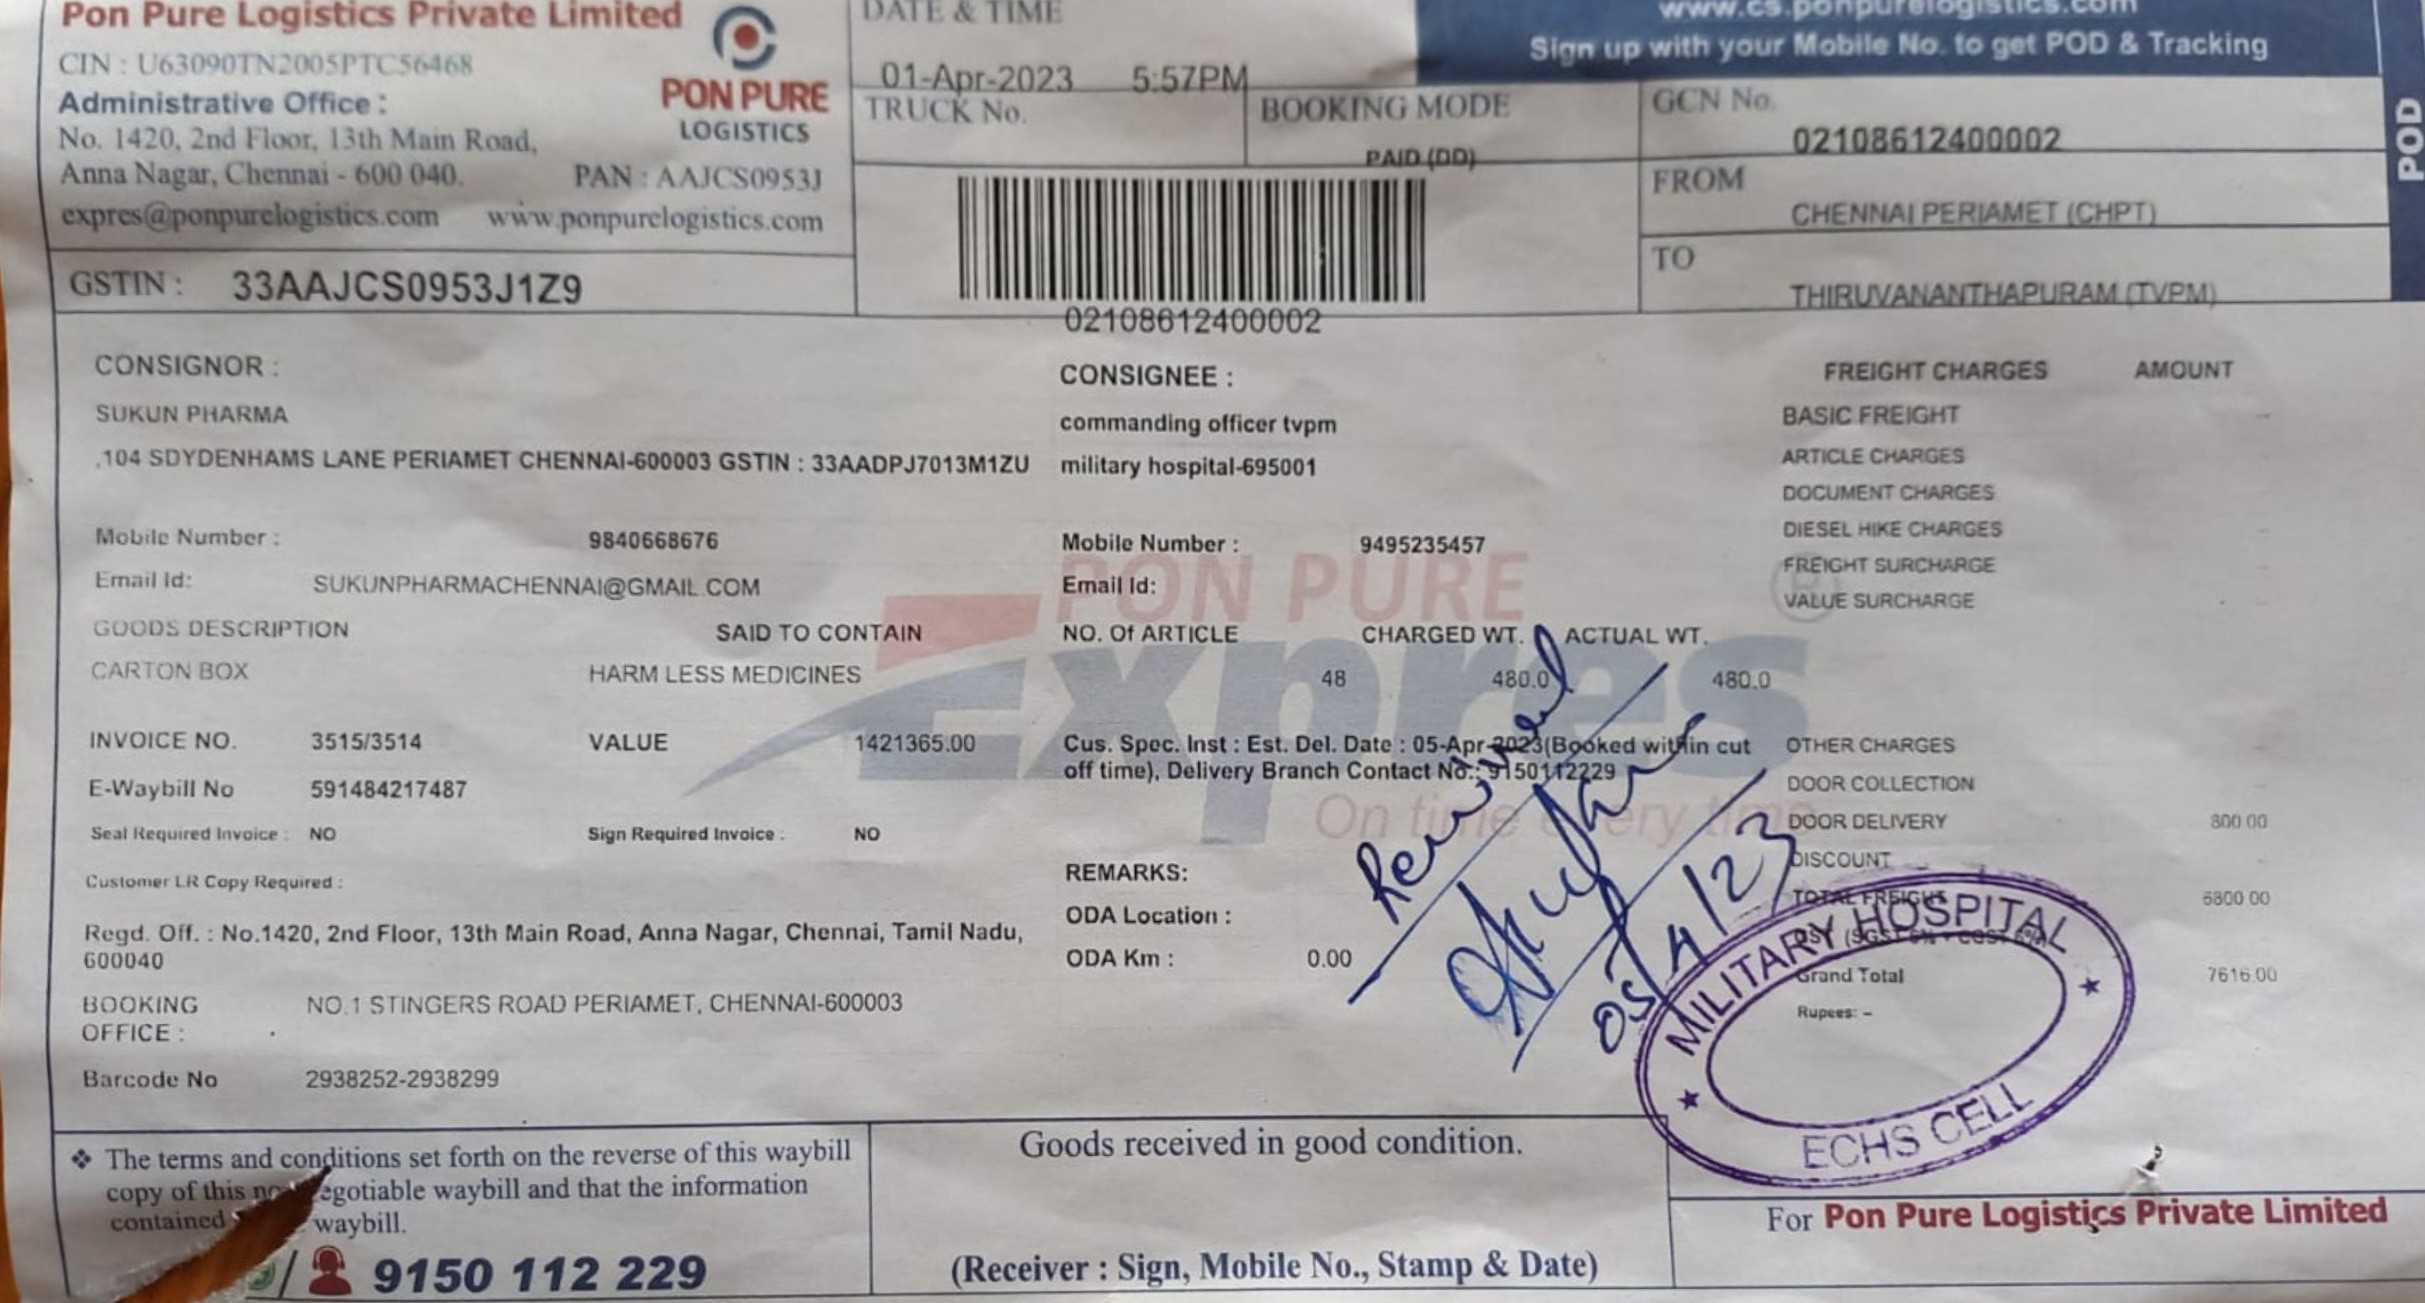 Pon Pure Logistics Private Limited
CIN : U63090TN2005PTC56468
Administrative Office :
No. 1420, 2nd Floor, 13th Main Road,
Anna Nagar, Chennai - 600 040. PAN : AAJCS0953J
expres@ponpurelogistics.com www.ponpurelogistics.com
PON PURE
LOGISTICS
GSTIN : 33AAJCS0953J1Z9
DATE & TIME
01-Apr-2023 5:57PM
TRUCK No.
BOOKING MODE
PAID (DD)
02108612400002
www.cs.ponpurelogistics.com
Sign up with your Mobile No. to get POD & Tracking
GCN No.
02108612400002
FROM
CHENNAI PERIAMET (CHPT)
TO
THIRUVANANTHAPURAM (TVPM)
POD
CONSIGNOR :
SUKUN PHARMA
,104 SDYDENHAMS LANE PERIAMET CHENNAI-600003 GSTIN : 33AADPJ7013M1ZU
Mobile Number : 9840668676
Email Id: SUKUNPHARMACHENNAI@GMAIL.COM
CONSIGNEE :
commanding officer tvpm
military hospital-695001
Mobile Number : 9495235457
Email Id:
PON PURE
Expres
On time every time
GOODS DESCRIPTION SAID TO CONTAIN NO. Of ARTICLE CHARGED WT. ACTUAL WT.
CARTON BOX HARM LESS MEDICINES 48 480.0 480.0
INVOICE NO. 3515/3514 VALUE 1421365.00
E-Waybill No 591484217487
Seal Required Invoice : NO Sign Required Invoice : NO
Customer LR Copy Required :
Cus. Spec. Inst : Est. Del. Date : 05-Apr-2023(Booked within cut
off time), Delivery Branch Contact No.: 9150112229
REMARKS:
ODA Location :
ODA Km : 0.00
Regd. Off. : No.1420, 2nd Floor, 13th Main Road, Anna Nagar, Chennai, Tamil Nadu,
600040
BOOKING NO.1 STINGERS ROAD PERIAMET, CHENNAI-600003
OFFICE :
Barcode No 2938252-2938299
FREIGHT CHARGES AMOUNT
BASIC FREIGHT
ARTICLE CHARGES
DOCUMENT CHARGES
DIESEL HIKE CHARGES
FREIGHT SURCHARGE
VALUE SURCHARGE
OTHER CHARGES
DOOR COLLECTION
DOOR DELIVERY 800.00
DISCOUNT
TOTAL FREIGHT 6800.00
Grand Total 7616.00
Rupees: -
Received
05/4/23
MILITARY HOSPITAL
ECHS CELL
❖ The terms and conditions set forth on the reverse of this waybill
copy of this negotiable waybill and that the information
contained waybill.
9150 112 229
Goods received in good condition.
(Receiver : Sign, Mobile No., Stamp & Date)
For Pon Pure Logistics Private Limited